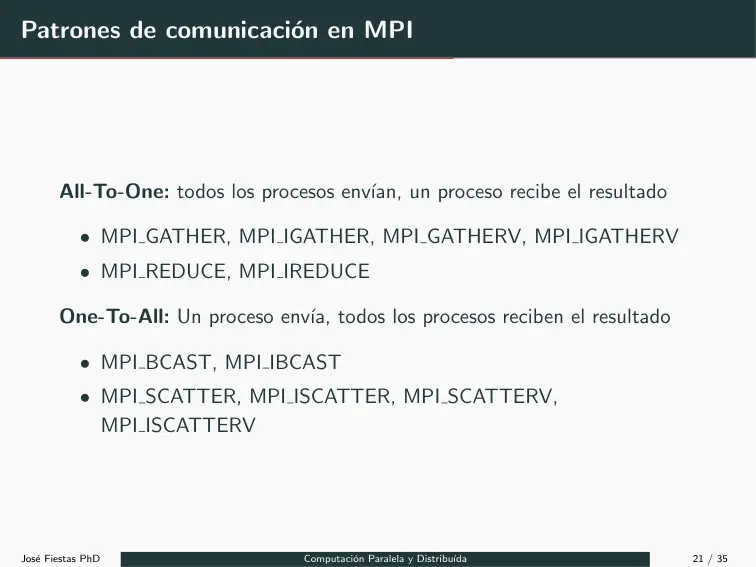 Patrones de comunicación en MPI
All-To-One: todos los procesos envían, un proceso recibe el resultado
• MPI_GATHER, MPI_IGATHER, MPI_GATHERV, MPI_IGATHERV
• MPI_REDUCE, MPI_IREDUCE
One-To-All: Un proceso envía, todos los procesos reciben el resultado
• MPI_BCAST, MPI_IBCAST
• MPI_SCATTER, MPI_ISCATTER, MPI_SCATTERV,
MPI_ISCATTERV
José Fiestas PhD Computación Paralela y Distribuída 21 / 35